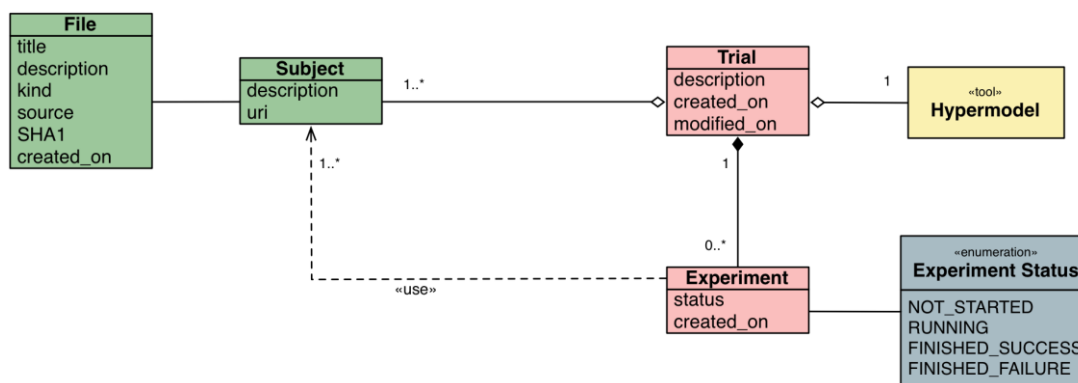 File
title
description
kind
source
SHA1
created_on
Subject
description
uri
1..*
1..*
Trial
description
created_on
modified_on
1
«tool»
Hypermodel
1
0..*
«use»
Experiment
status
created_on
«enumeration»
Experiment Status
NOT_STARTED
RUNNING
FINISHED_SUCCESS
FINISHED_FAILURE